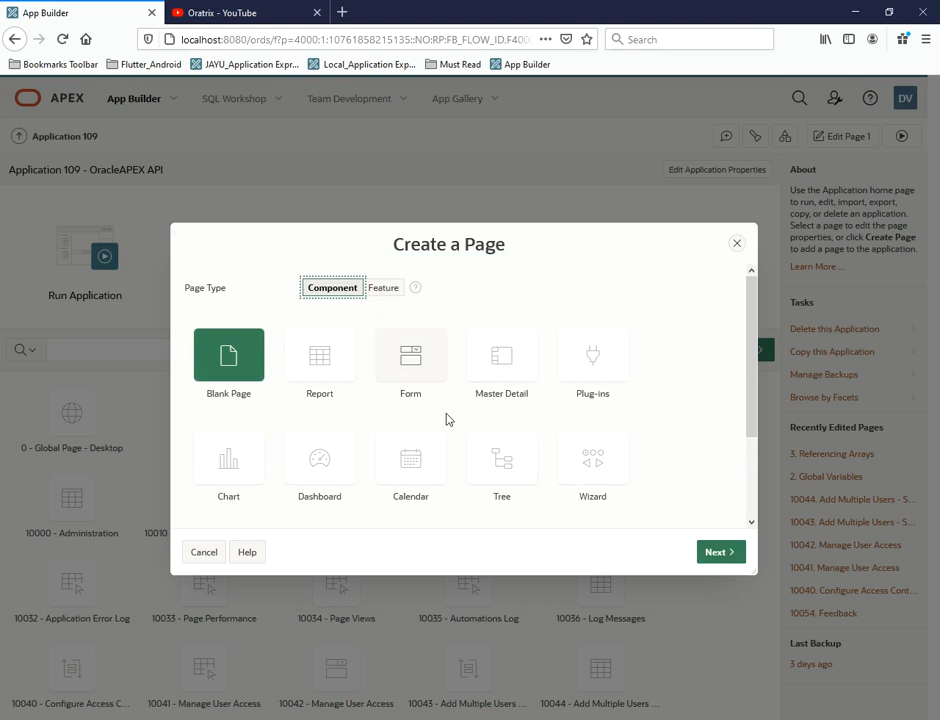 App Builder
Oratrix - YouTube
localhost:8080/ords/f?p=4000:1:10761858215135::NO:RP:FB_FLOW_ID,F400
Search
Bookmarks Toolbar
Flutter_Android
JAYU_Application Expr...
Local_Application Exp...
Must Read
App Builder
APEX
App Builder
SQL Workshop
Team Development
App Gallery
DV
Application 109
Edit Page 1
Application 109 - OracleAPEX API
Edit Application Properties
About
Use the Application home page
to run, edit, import, export,
copy, or delete an application.
Select a page to edit the page
properties, or click Create Page
to add a page to the application.
Learn More ...
Run Application
Create a Page
Page Type
Component
Feature
Blank Page
Report
Form
Master Detail
Plug-ins
Chart
Dashboard
Calendar
Tree
Wizard
Cancel
Help
Next
Tasks
Delete this Application
Copy this Application
Manage Backups
Browse by Facets
Recently Edited Pages
3. Referencing Arrays
2. Global Variables
10044. Add Multiple Users - S...
10043. Add Multiple Users - S...
10042. Manage User Access
10041. Manage User Access
10040. Configure Access Cont...
10054. Feedback
Last Backup
3 days ago
0 - Global Page - Desktop
10000 - Administration
10010
10032 - Application Error Log
10033 - Page Performance
10034 - Page Views
10035 - Automations Log
10036 - Log Messages
10040 - Configure Access C...
10041 - Manage User Access
10042 - Manage User Access
10043 - Add Multiple Users ...
10044 - Add Multiple Users ...